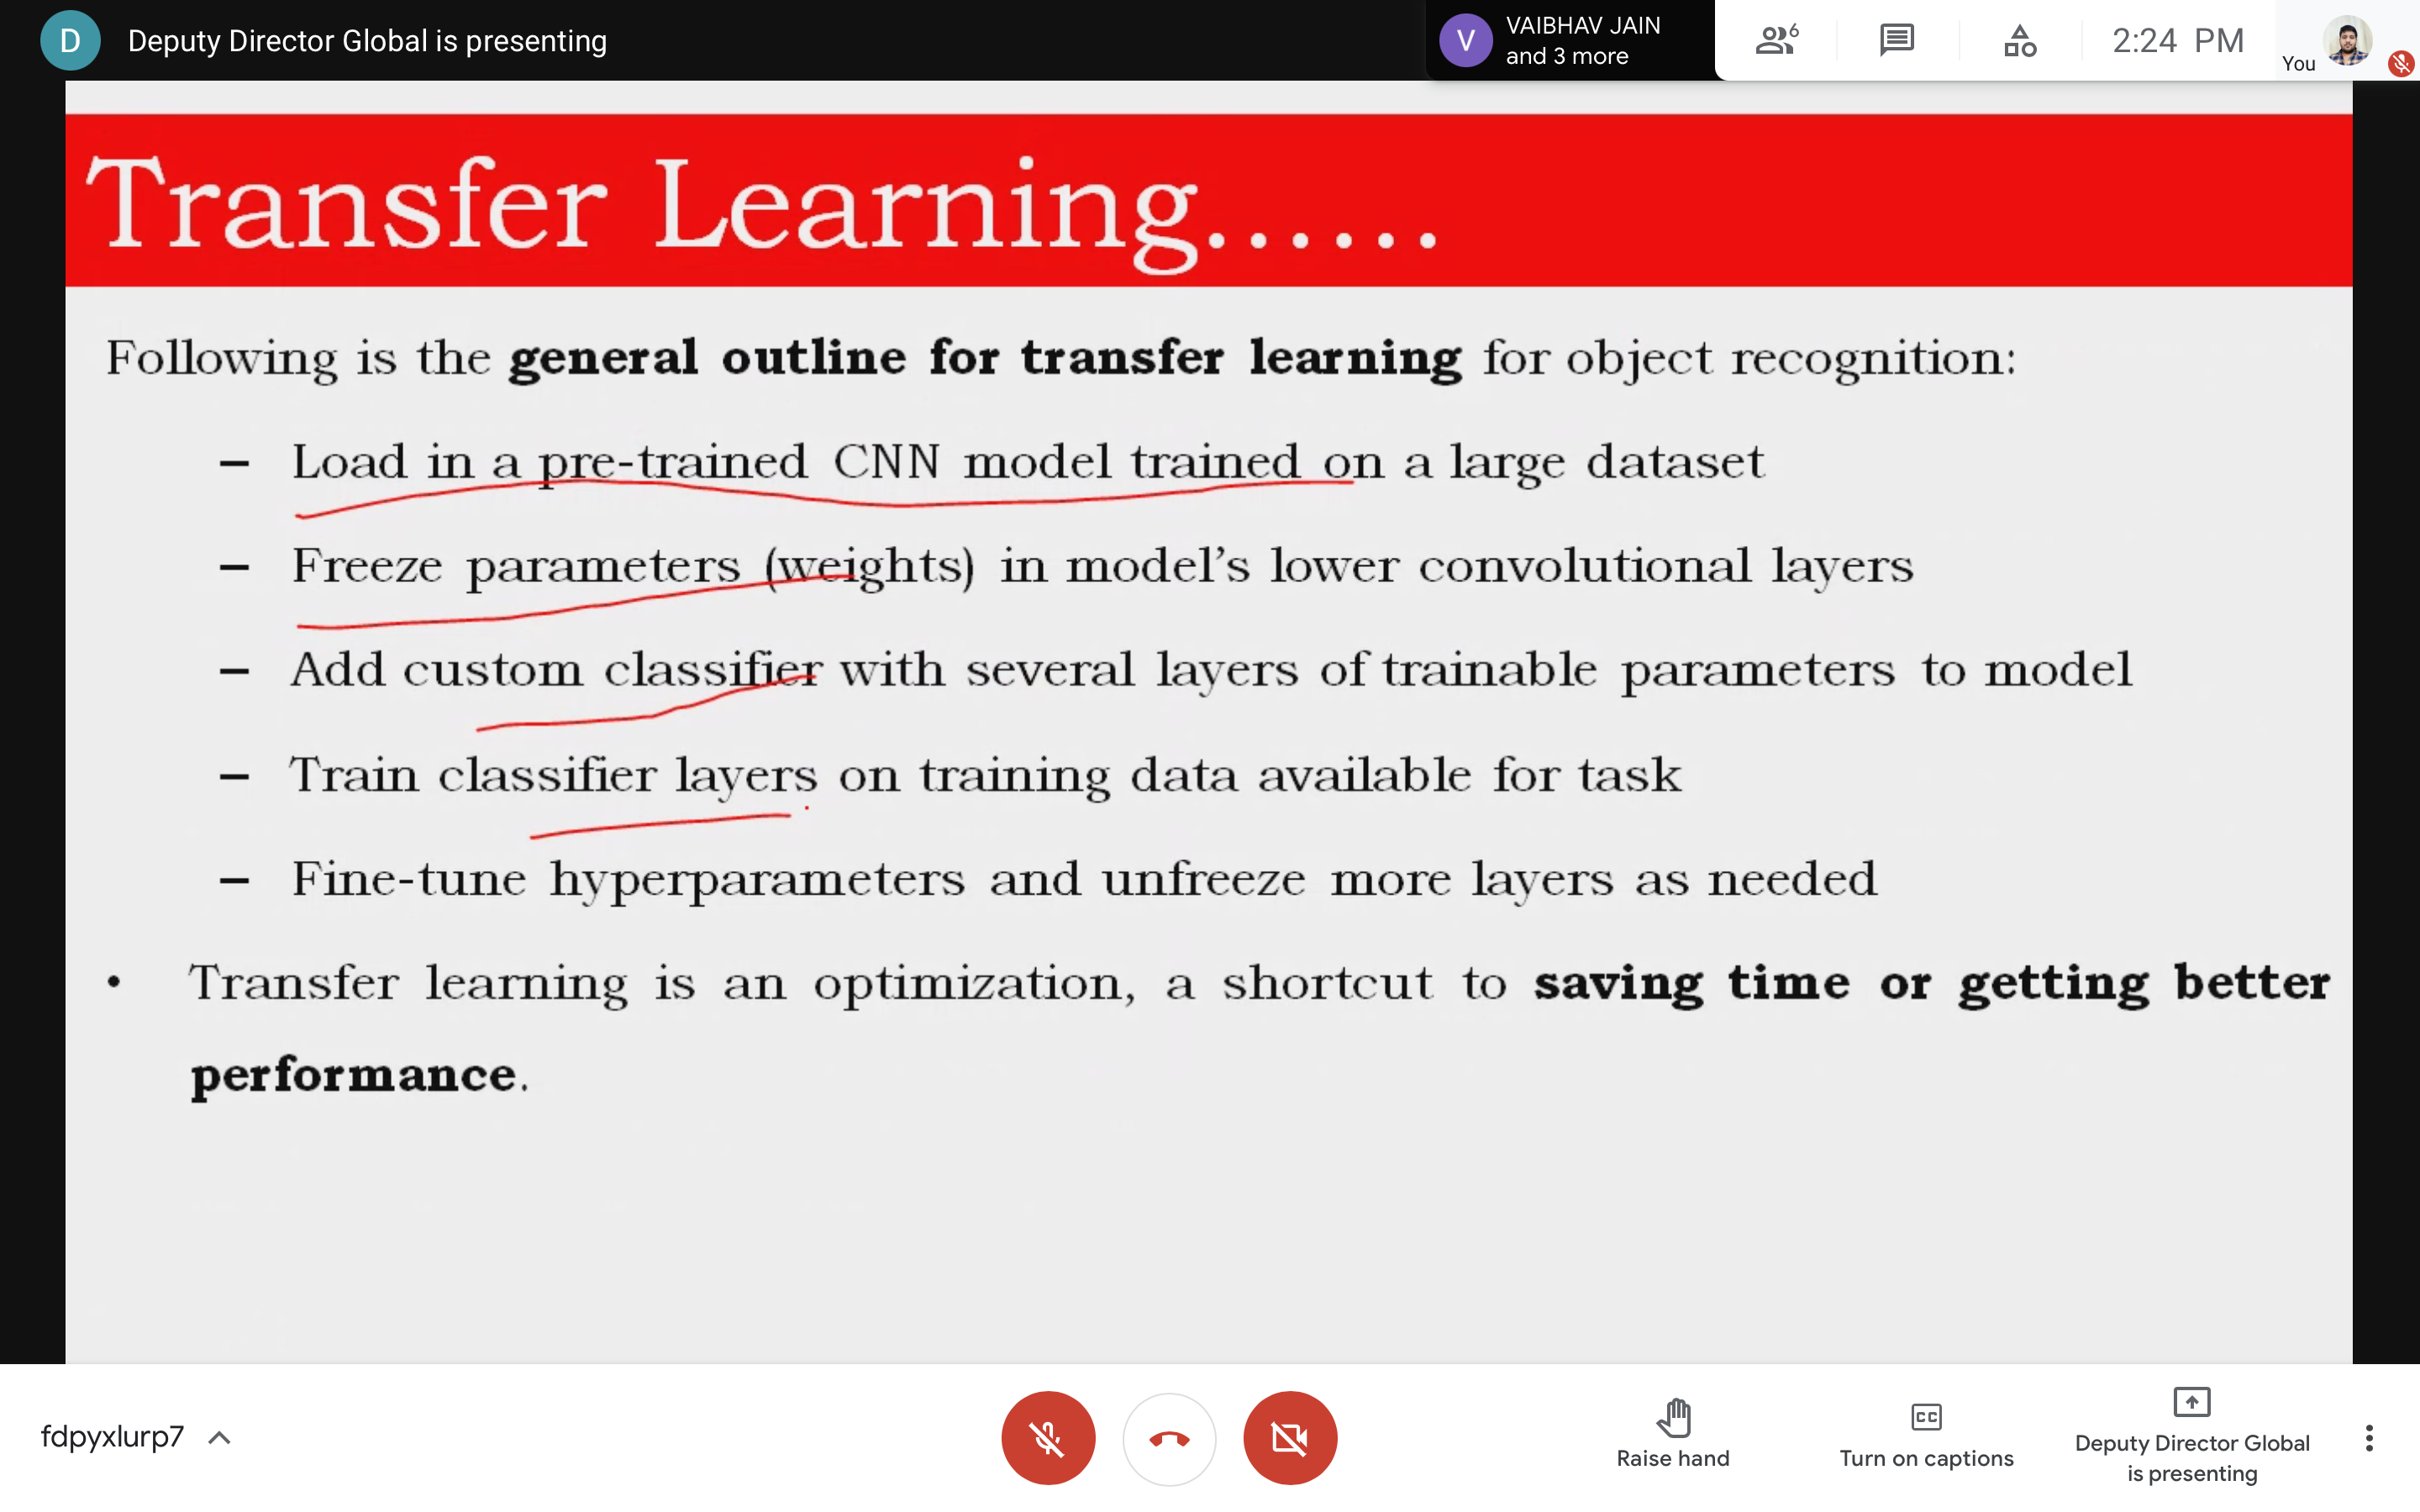 D Deputy Director Global is presenting
V VAIBHAV JAIN
and 3 more
6
2:24 PM
You
Transfer Learning......
Following is the general outline for transfer learning for object recognition:
– Load in a pre-trained CNN model trained on a large dataset
– Freeze parameters (weights) in model’s lower convolutional layers
– Add custom classifier with several layers of trainable parameters to model
– Train classifier layers on training data available for task
– Fine-tune hyperparameters and unfreeze more layers as needed
• Transfer learning is an optimization, a shortcut to saving time or getting better
performance.
fdpyxlurp7
Raise hand
CC
Turn on captions
Deputy Director Global
is presenting